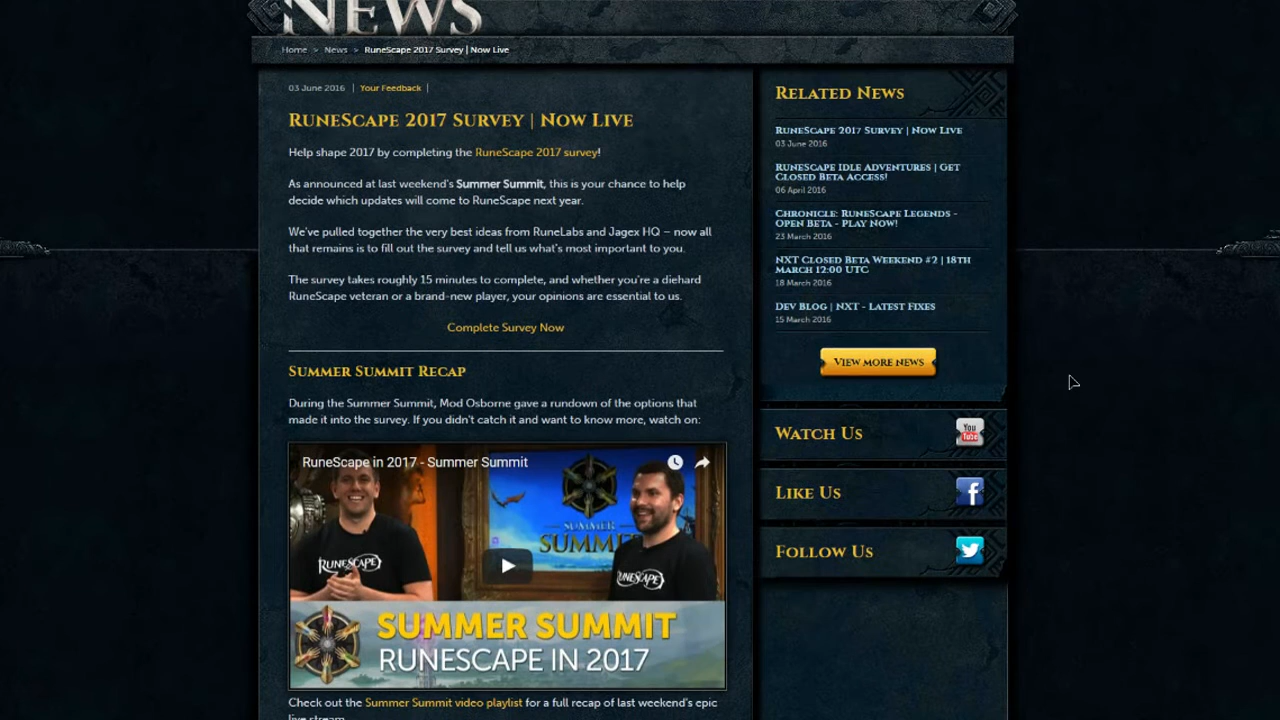 NEWS
Home > News > RuneScape 2017 Survey | Now Live
03 June 2016 | Your Feedback |
RuneScape 2017 Survey | Now Live
Help shape 2017 by completing the RuneScape 2017 survey!
As announced at last weekend's Summer Summit, this is your chance to help
decide which updates will come to RuneScape next year.
We've pulled together the very best ideas from RuneLabs and Jagex HQ – now all
that remains is to fill out the survey and tell us what's most important to you.
The survey takes roughly 15 minutes to complete, and whether you're a diehard
RuneScape veteran or a brand-new player, your opinions are essential to us.
Complete Survey Now
Summer Summit Recap
During the Summer Summit, Mod Osborne gave a rundown of the options that
made it into the survey. If you didn't catch it and want to know more, watch on:
RuneScape in 2017 - Summer Summit
SUMMER
SUMMIT
RUNESCAPE
RUNESCAPE
SUMMER SUMMIT
RUNESCAPE IN 2017
Check out the Summer Summit video playlist for a full recap of last weekend's epic
live stream.
Related News
RuneScape 2017 Survey | Now Live
03 June 2016
RuneScape Idle Adventures | Get
Closed Beta Access!
06 April 2016
Chronicle: RuneScape Legends -
Open Beta - Play Now!
23 March 2016
NXT Closed Beta Weekend #2 | 18th
March 12:00 UTC
18 March 2016
Dev Blog | NXT - Latest Fixes
15 March 2016
View more news
Watch Us
You
Tube
Like Us
f
Follow Us